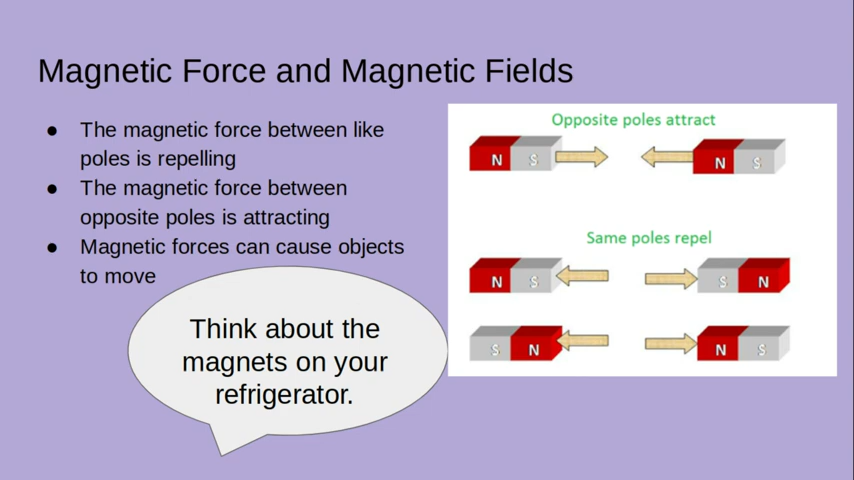 Magnetic Force and Magnetic Fields
● The magnetic force between like
poles is repelling
● The magnetic force between
opposite poles is attracting
● Magnetic forces can cause objects
to move
Think about the
magnets on your
refrigerator.
Opposite poles attract
N S N S
Same poles repel
N S S N
S N N S